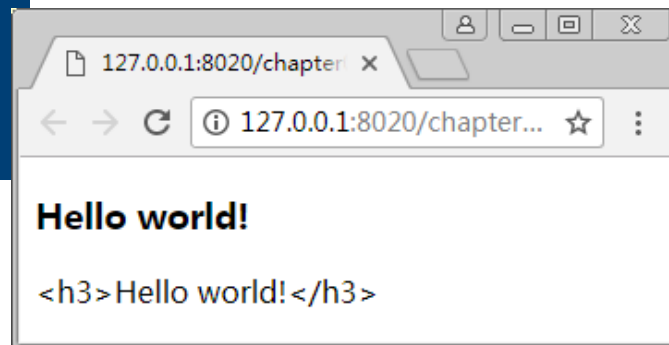 127.0.0.1:8020/chapter
127.0.0.1:8020/chapter...
Hello world!
<h3>Hello world!</h3>